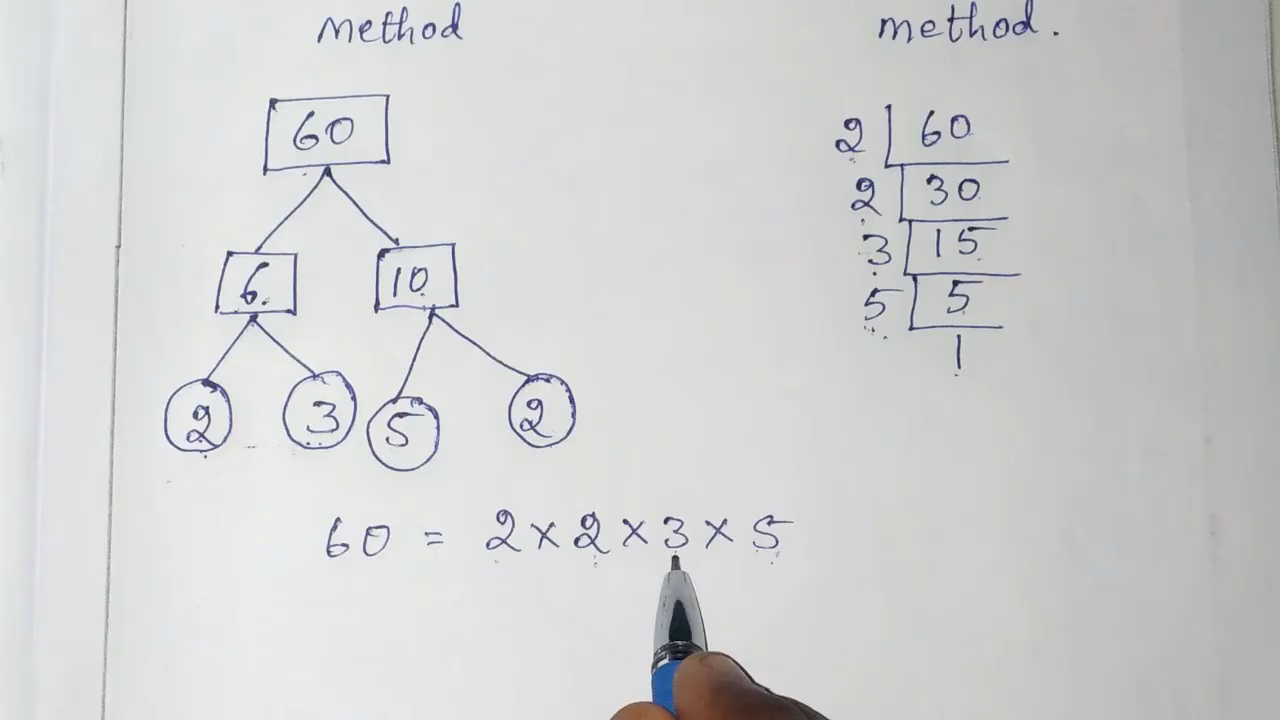 Method
60
6 10
2 3 5 2
method.
2 60
2 30
3 15
5 5
1
60 = 2 × 2 × 3 × 5